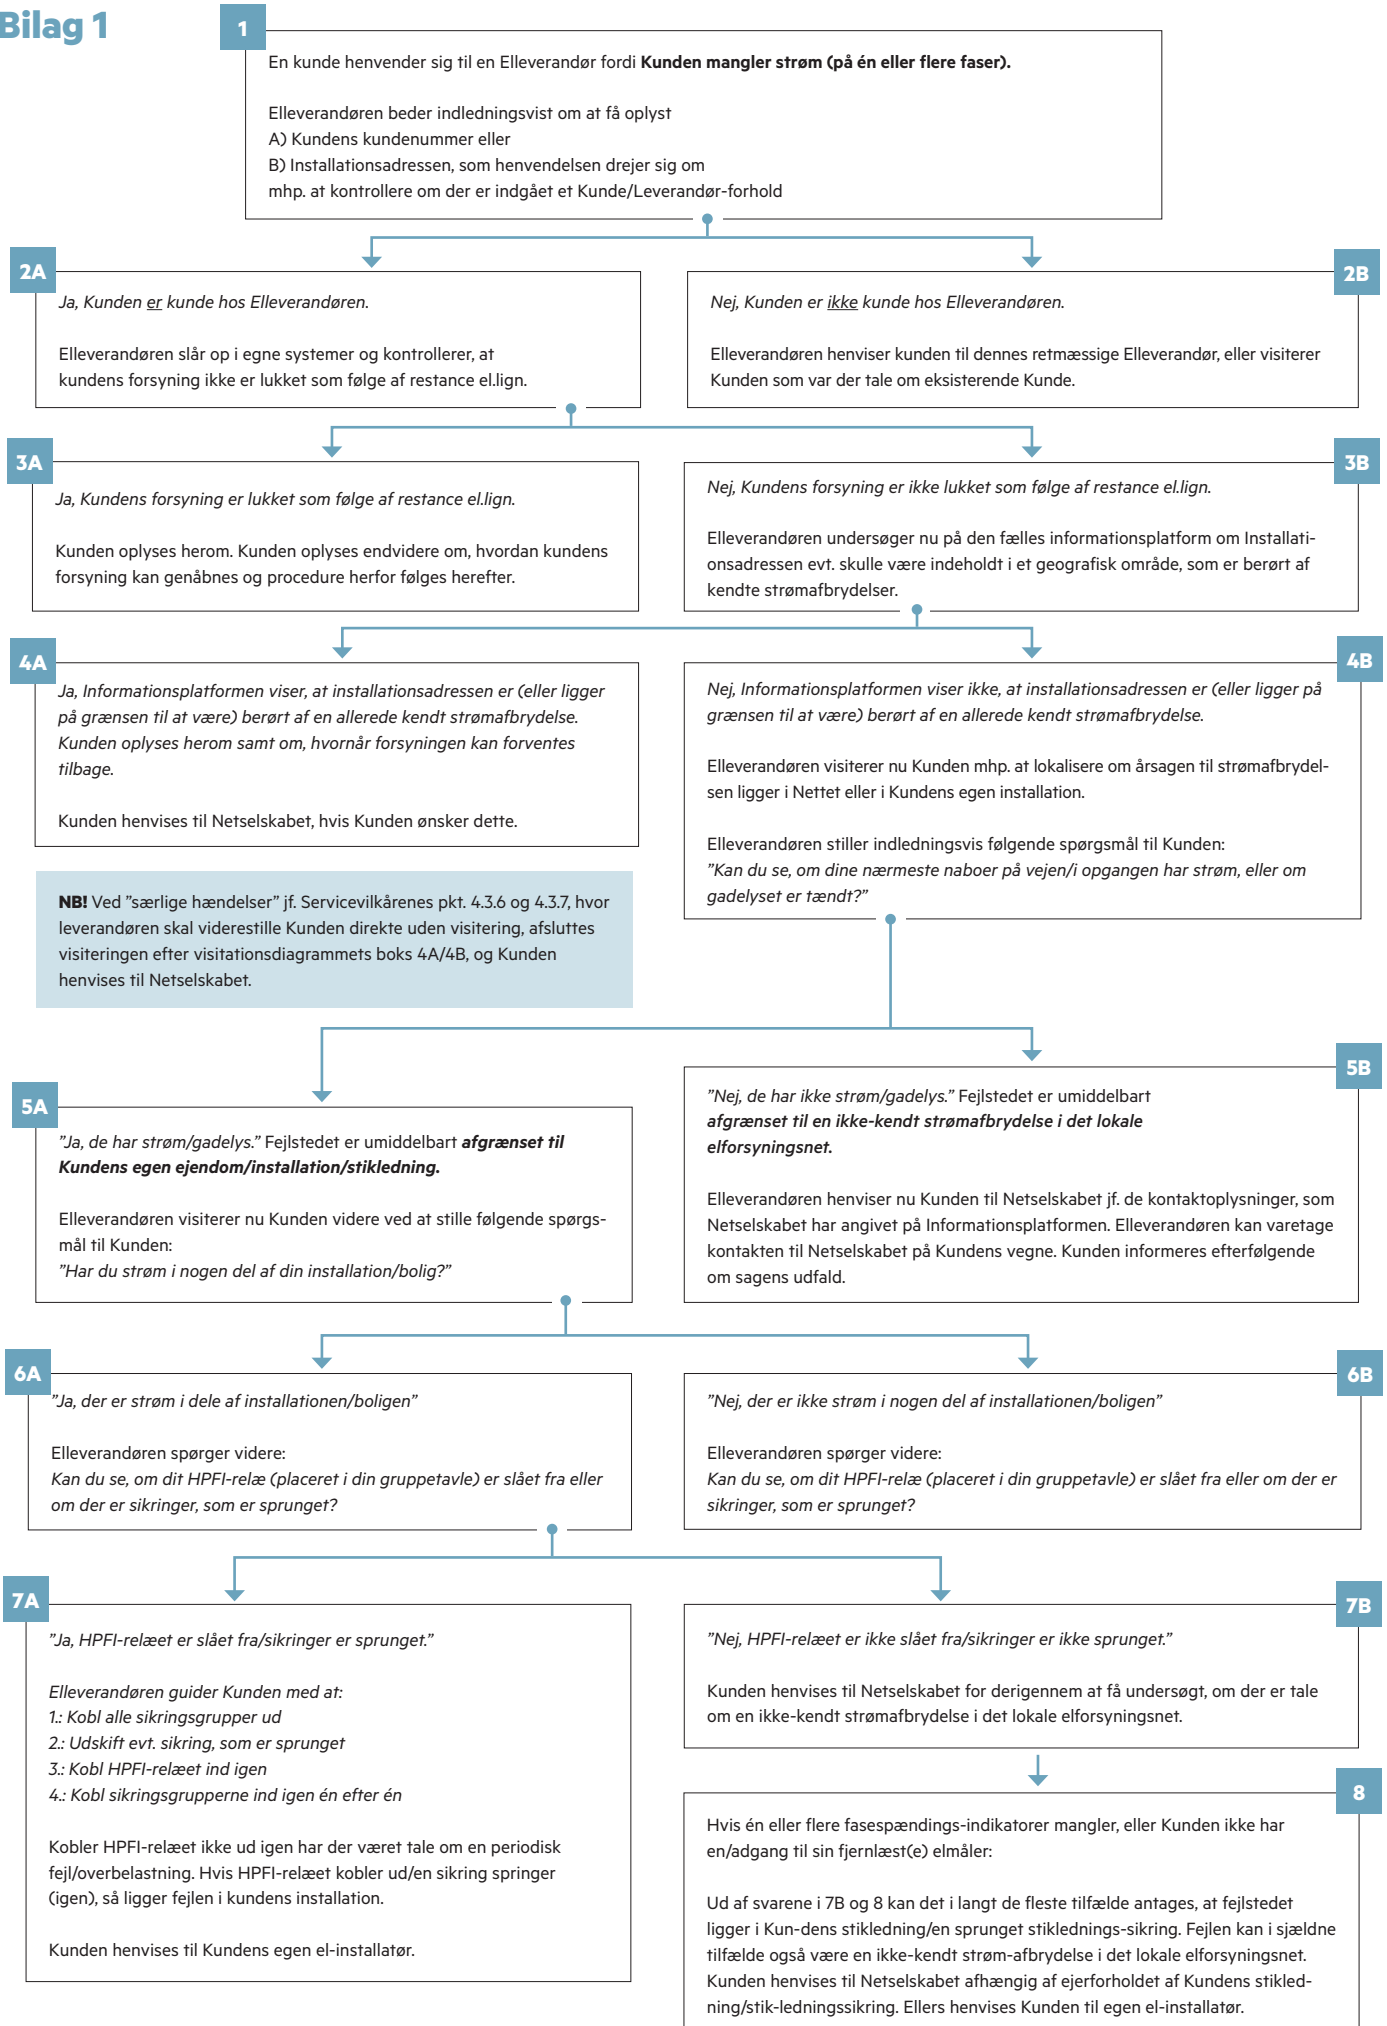 Bilag 1
1
En kunde henvender sig til en Elleverandør fordi Kunden mangler strøm (på én eller flere faser).
Elleverandøren beder indledningsvist om at få oplyst
A) Kundens kundenummer eller
B) Installationsadressen, som henvendelsen drejer sig om
mhp. at kontrollere om der er indgået et Kunde/Leverandør-forhold
2A
Ja, Kunden er kunde hos Elleverandøren.
Elleverandøren slår op i egne systemer og kontrollerer, at
kundens forsyning ikke er lukket som følge af restance el.lign.
2B
Nej, Kunden er ikke kunde hos Elleverandøren.
Elleverandøren henviser kunden til dennes retmæssige Elleverandør, eller visiterer
Kunden som var der tale om eksisterende Kunde.
3A
Ja, Kundens forsyning er lukket som følge af restance el.lign.
Kunden oplyses herom. Kunden oplyses endvidere om, hvordan kundens
forsyning kan genåbnes og procedure herfor følges herefter.
3B
Nej, Kundens forsyning er ikke lukket som følge af restance el.lign.
Elleverandøren undersøger nu på den fælles informationsplatform om Installati-
onsadressen evt. skulle være indeholdt i et geografisk område, som er berørt af
kendte strømafbrydelser.
4A
Ja, Informationsplatformen viser, at installationsadressen er (eller ligger
på grænsen til at være) berørt af en allerede kendt strømafbrydelse.
Kunden oplyses herom samt om, hvornår forsyningen kan forventes
tilbage.
Kunden henvises til Netselskabet, hvis Kunden ønsker dette.
4B
Nej, Informationsplatformen viser ikke, at installationsadressen er (eller ligger på
grænsen til at være) berørt af en allerede kendt strømafbrydelse.
Elleverandøren visiterer nu Kunden mhp. at lokalisere om årsagen til strømafbrydel-
sen ligger i Nettet eller i Kundens egen installation.
Elleverandøren stiller indledningsvis følgende spørgsmål til Kunden:
"Kan du se, om dine nærmeste naboer på vejen/i opgangen har strøm, eller om
gadelyset er tændt?"
NB! Ved "særlige hændelser" jf. Servicevilkårenes pkt. 4.3.6 og 4.3.7, hvor
leverandøren skal viderestille Kunden direkte uden visitering, afsluttes
visiteringen efter visitationsdiagrammets boks 4A/4B, og Kunden
henvises til Netselskabet.
5A
"Ja, de har strøm/gadelys." Fejlstedet er umiddelbart afgrænset til
Kundens egen ejendom/installation/stikledning.
Elleverandøren visiterer nu Kunden videre ved at stille følgende spørgs-
mål til Kunden:
"Har du strøm i nogen del af din installation/bolig?"
5B
"Nej, de har ikke strøm/gadelys." Fejlstedet er umiddelbart
afgrænset til en ikke-kendt strømafbrydelse i det lokale
elforsyningsnet.
Elleverandøren henviser nu Kunden til Netselskabet jf. de kontaktoplysninger, som
Netselskabet har angivet på Informationsplatformen. Elleverandøren kan varetage
kontakten til Netselskabet på Kundens vegne. Kunden informeres efterfølgende
om sagens udfald.
6A
"Ja, der er strøm i dele af installationen/boligen"
Elleverandøren spørger videre:
Kan du se, om dit HPFI-relæ (placeret i din gruppetavle) er slået fra eller
om der er sikringer, som er sprunget?
6B
"Nej, der er ikke strøm i nogen del af installationen/boligen"
Elleverandøren spørger videre:
Kan du se, om dit HPFI-relæ (placeret i din gruppetavle) er slået fra eller om der er
sikringer, som er sprunget?
7A
"Ja, HPFI-relæet er slået fra/sikringer er sprunget."
Elleverandøren guider Kunden med at:
1.: Kobl alle sikringsgrupper ud
2.: Udskift evt. sikring, som er sprunget
3.: Kobl HPFI-relæet ind igen
4.: Kobl sikringsgrupperne ind igen én efter én
Kobler HPFI-relæet ikke ud igen har der været tale om en periodisk
fejl/overbelastning. Hvis HPFI-relæet kobler ud/en sikring springer
(igen), så ligger fejlen i kundens installation.
Kunden henvises til Kundens egen el-installatør.
7B
"Nej, HPFI-relæet er ikke slået fra/sikringer er ikke sprunget."
Kunden henvises til Netselskabet for derigennem at få undersøgt, om der er tale
om en ikke-kendt strømafbrydelse i det lokale elforsyningsnet.
8
Hvis én eller flere fasespændings-indikatorer mangler, eller Kunden ikke har
en/adgang til sin fjernlæst(e) elmåler:
Ud af svarene i 7B og 8 kan det i langt de fleste tilfælde antages, at fejlstedet
ligger i Kun-dens stikledning/en sprunget stiklednings-sikring. Fejlen kan i sjældne
tilfælde også være en ikke-kendt strøm-afbrydelse i det lokale elforsyningsnet.
Kunden henvises til Netselskabet afhængig af ejerforholdet af Kundens stikled-
ning/stik-ledningssikring. Ellers henvises Kunden til egen el-installatør.